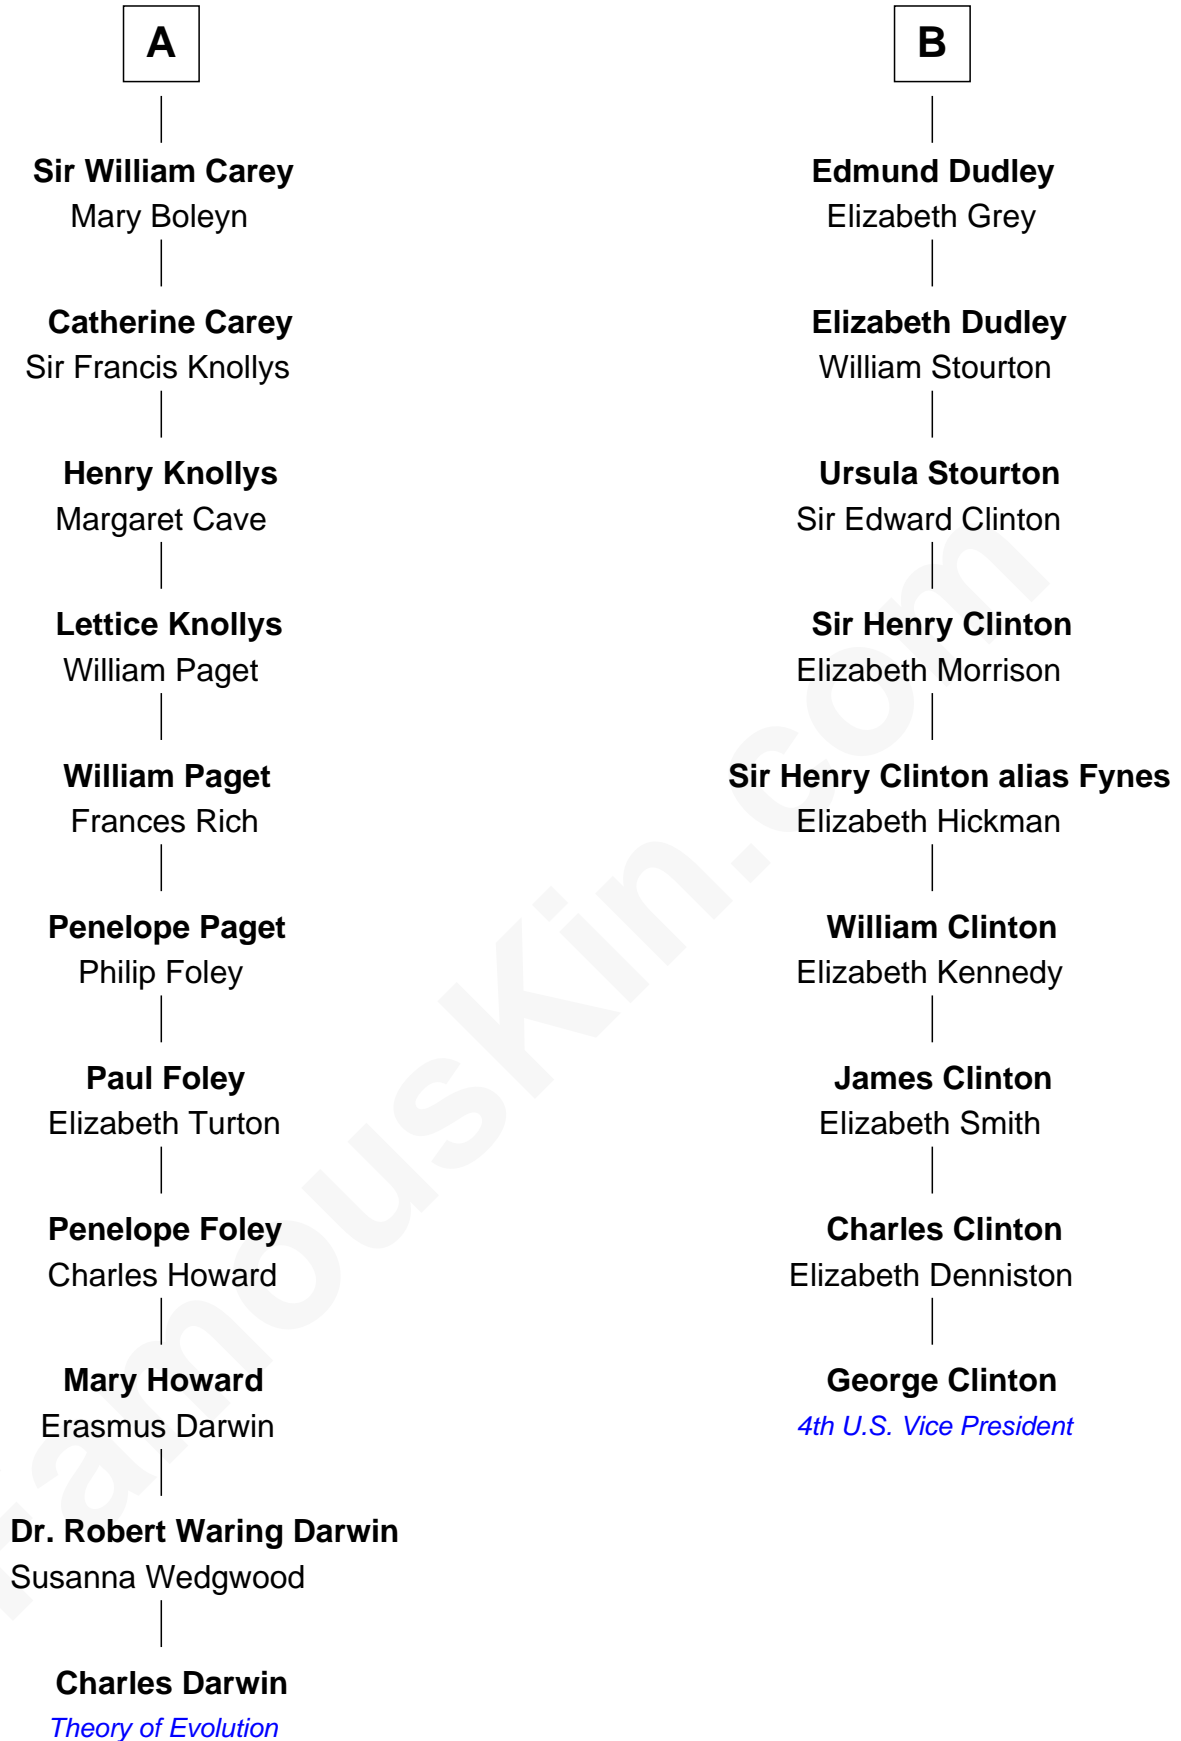 A
Sir William Carey
Mary Boleyn
Catherine Carey
Sir Francis Knollys
Henry Knollys
Margaret Cave
Lettice Knollys
William Paget
William Paget
Frances Rich
Penelope Paget
Philip Foley
Paul Foley
Elizabeth Turton
Penelope Foley
Charles Howard
Mary Howard
Erasmus Darwin
Dr. Robert Waring Darwin
Susanna Wedgwood
Charles Darwin
Theory of Evolution
B
Edmund Dudley
Elizabeth Grey
Elizabeth Dudley
William Stourton
Ursula Stourton
Sir Edward Clinton
Sir Henry Clinton
Elizabeth Morrison
Sir Henry Clinton alias Fynes
Elizabeth Hickman
William Clinton
Elizabeth Kennedy
James Clinton
Elizabeth Smith
Charles Clinton
Elizabeth Denniston
George Clinton
4th U.S. Vice President
FamousKin.com